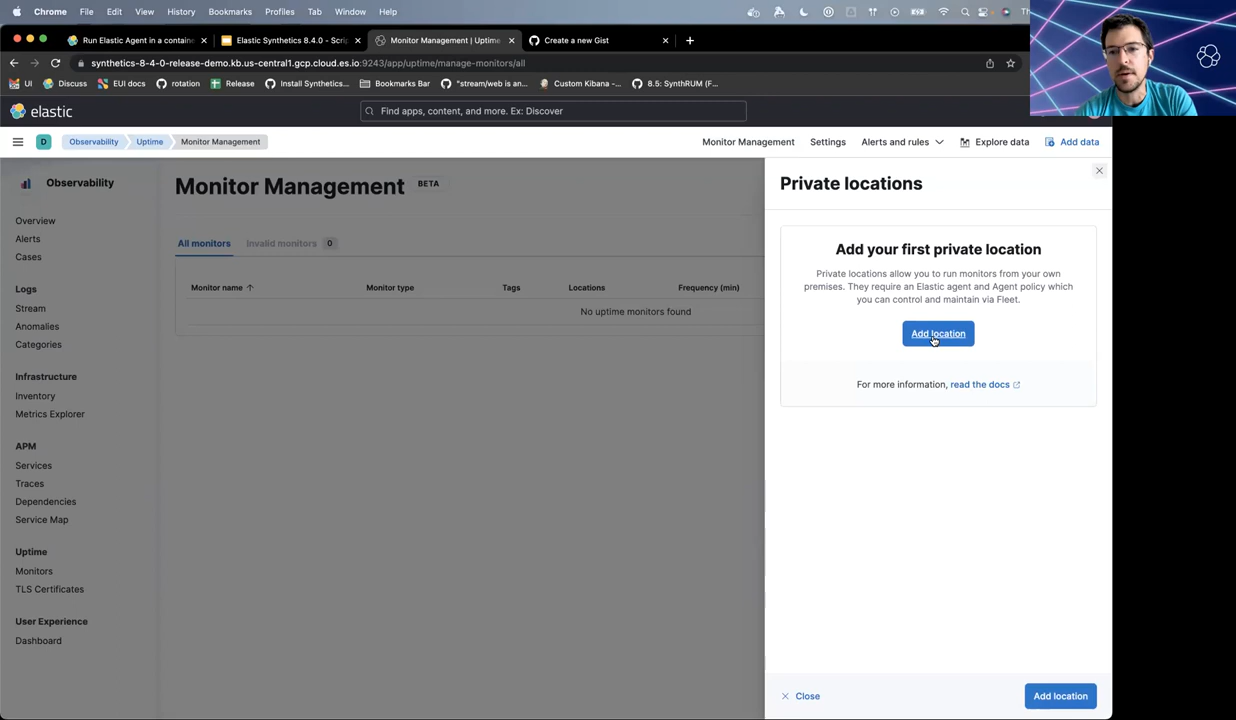 Chrome File Edit View History Bookmarks Profiles Tab Window Help
Run Elastic Agent in a containe
Elastic Synthetics 8.4.0 - Scrip
Monitor Management | Uptime
Create a new Gist
synthetics-8-4-0-release-demo.kb.us-central1.gcp.cloud.es.io:9243/app/uptime/manage-monitors/all
UI Discuss EUI docs rotation Release Install Synthetics... Bookmarks Bar "stream/web is an... Custom Kibana -... 8.5: SynthRUM (F...
elastic
Find apps, content, and more. Ex: Discover
D Observability Uptime Monitor Management
Monitor Management Settings Alerts and rules Explore data Add data
Observability
Overview
Alerts
Cases
Logs
Stream
Anomalies
Categories
Infrastructure
Inventory
Metrics Explorer
APM
Services
Traces
Dependencies
Service Map
Uptime
Monitors
TLS Certificates
User Experience
Dashboard
Monitor Management BETA
All monitors Invalid monitors 0
Monitor name Monitor type Tags Locations Frequency (min)
No uptime monitors found
Private locations
Add your first private location
Private locations allow you to run monitors from your own
premises. They require an Elastic agent and Agent policy which
you can control and maintain via Fleet.
Add location
For more information, read the docs
Close
Add location